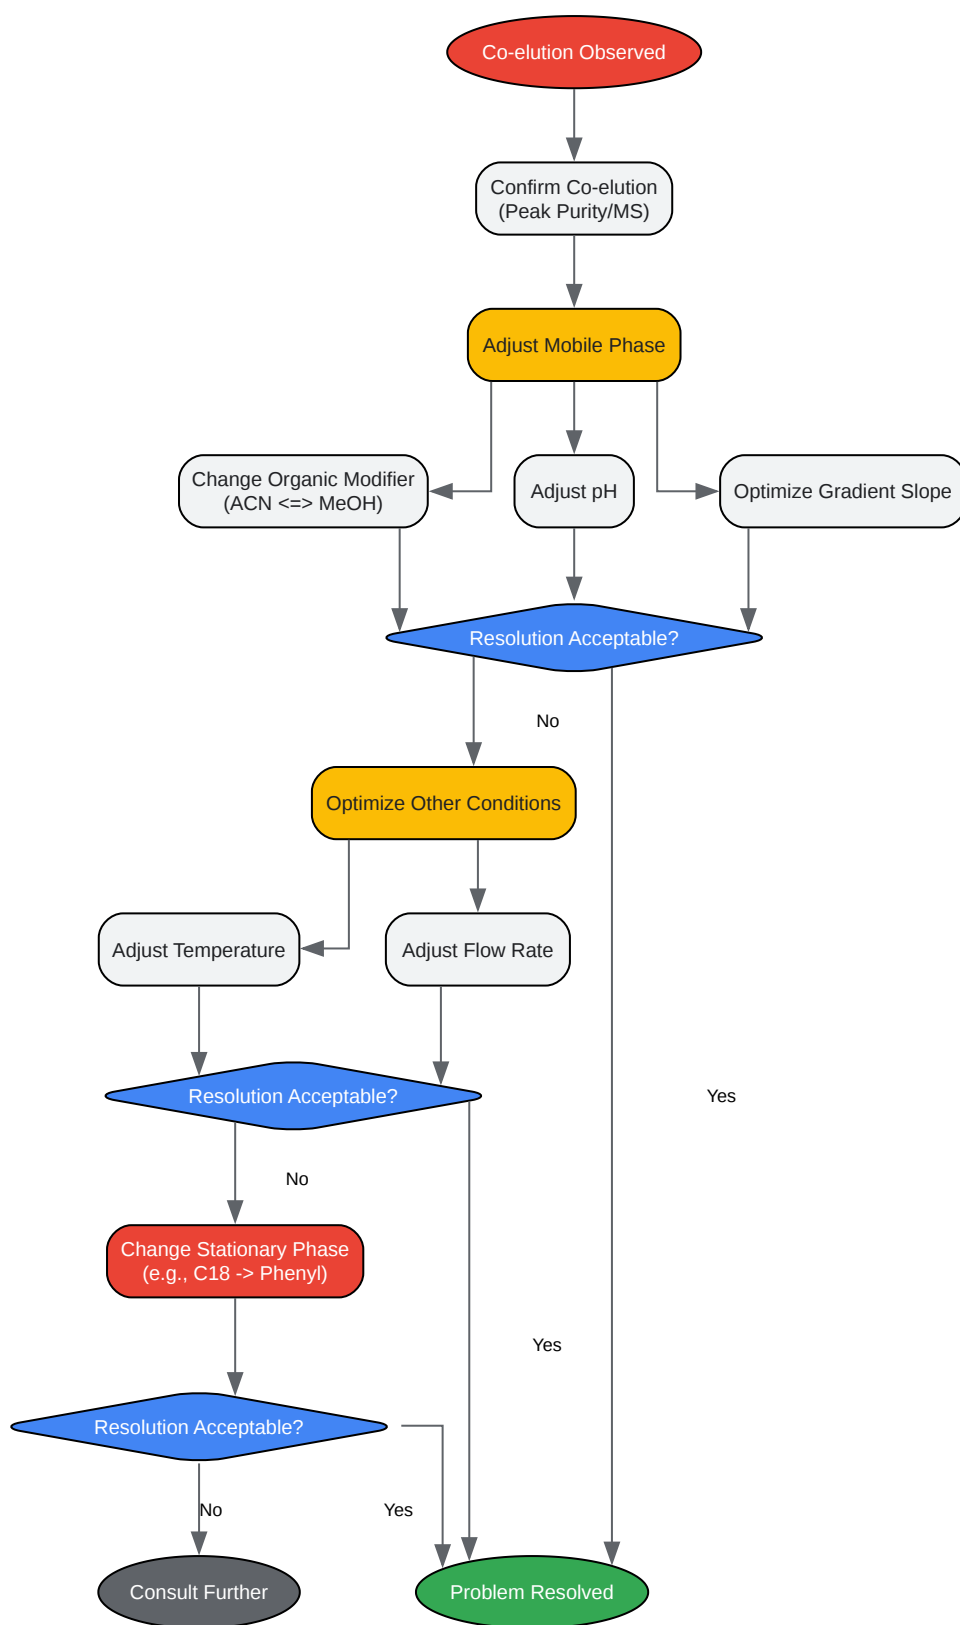 Co-elution Observed
Confirm Co-elution
(Peak Purity/MS)
Adjust Mobile Phase
Change Organic Modifier
(ACN <=> MeOH)
Adjust pH
Optimize Gradient Slope
Resolution Acceptable?
No
Optimize Other Conditions
Adjust Temperature
Adjust Flow Rate
Resolution Acceptable?
Yes
No
Change Stationary Phase
(e.g., C18 -> Phenyl)
Yes
Resolution Acceptable?
No
Yes
Consult Further
Problem Resolved